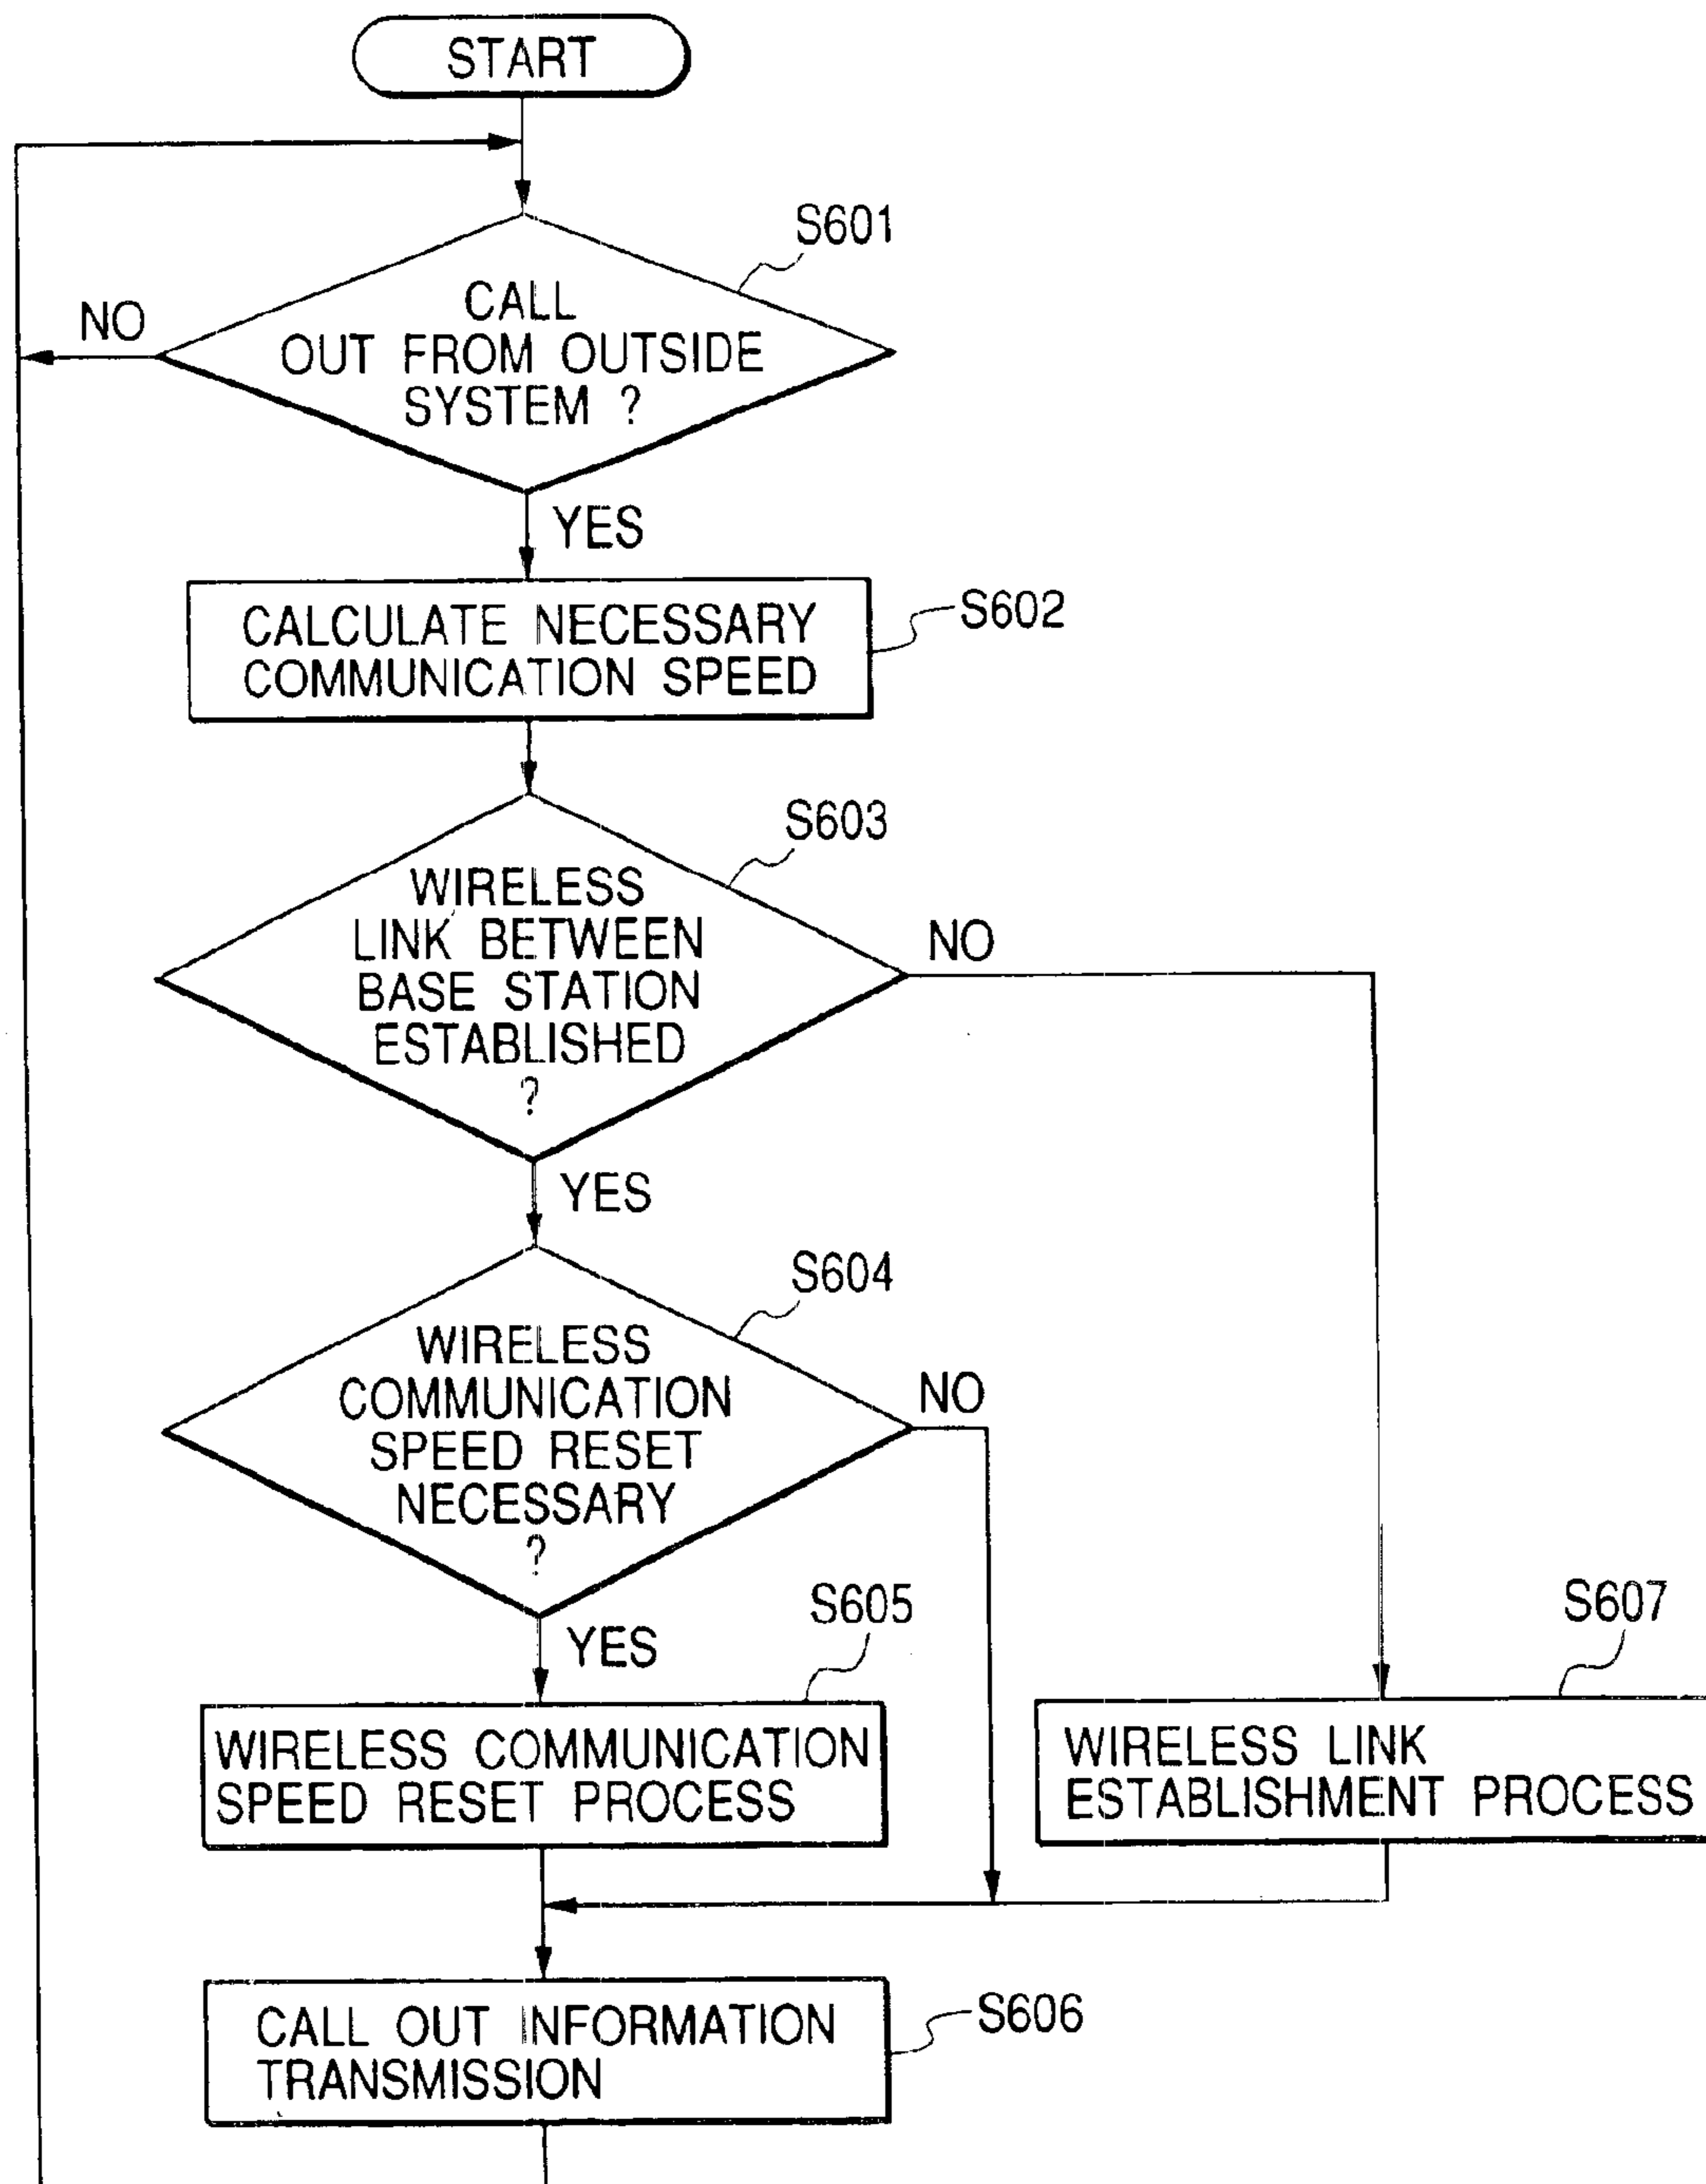 START
S601
NO
CALL
OUT FROM OUTSIDE
SYSTEM ?
YES
CALCULATE NECESSARY
COMMUNICATION SPEED
S602
S603
WIRELESS
LINK BETWEEN
BASE STATION
ESTABLISHED
?
NO
YES
S604
WIRELESS
COMMUNICATION
SPEED RESET
NECESSARY
?
NO
YES
S605
S607
WIRELESS COMMUNICATION
SPEED RESET PROCESS
WIRELESS LINK
ESTABLISHMENT PROCESS
CALL OUT INFORMATION
TRANSMISSION
S606